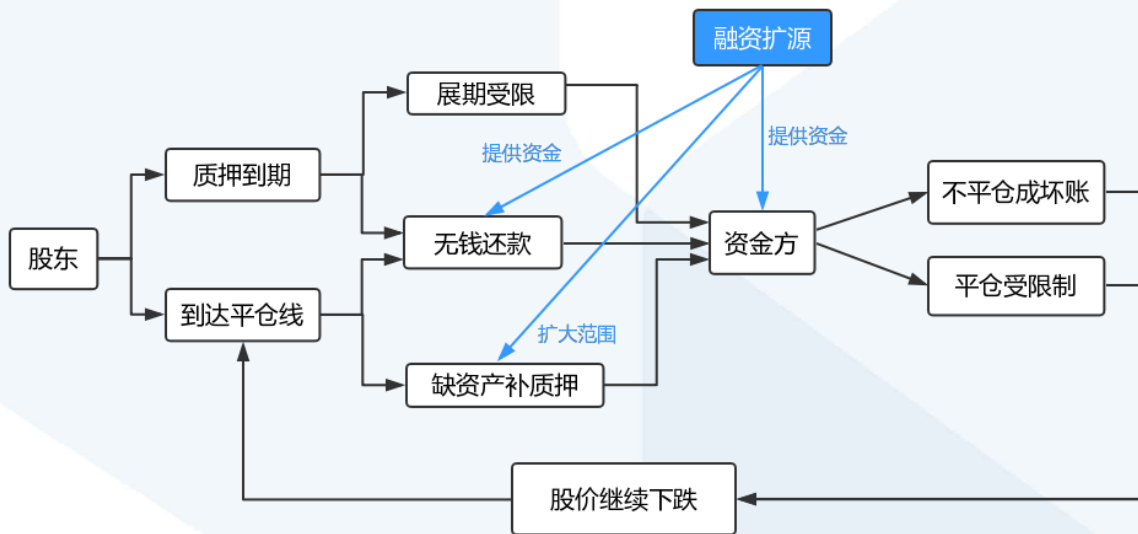 融资扩源
展期受限
提供资金
提供资金
质押到期
不平仓成坏账
股东
无钱还款
资金方
平仓受限制
到达平仓线
扩大范围
缺资产补质押
股价继续下跌